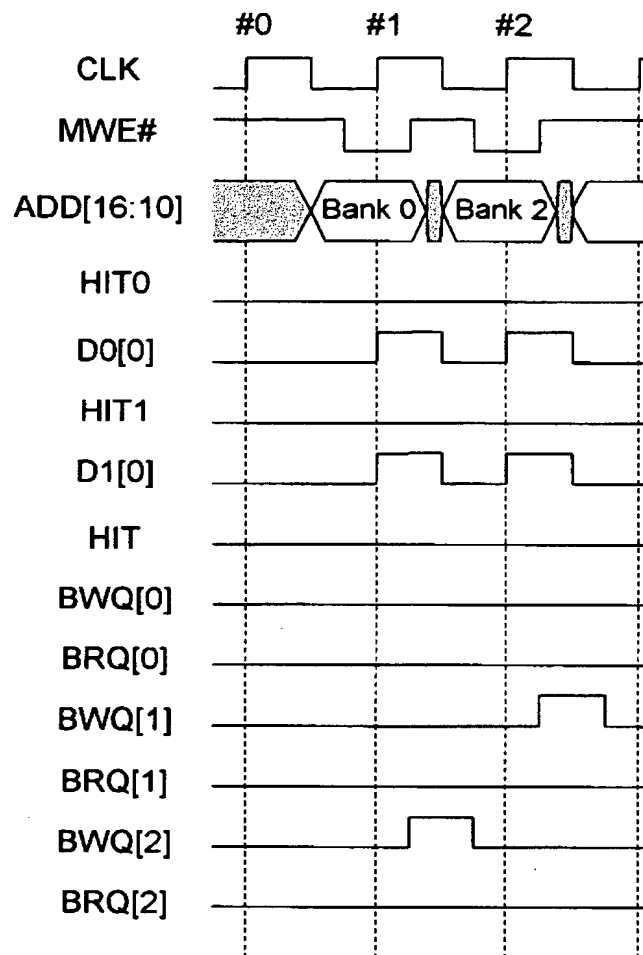 #0 #1 #2
CLK
MWE#
ADD[16:10] Bank 0 Bank 2
HIT0
D0[0]
HIT1
D1[0]
HIT
BWQ[0]
BRQ[0]
BWQ[1]
BRQ[1]
BWQ[2]
BRQ[2]